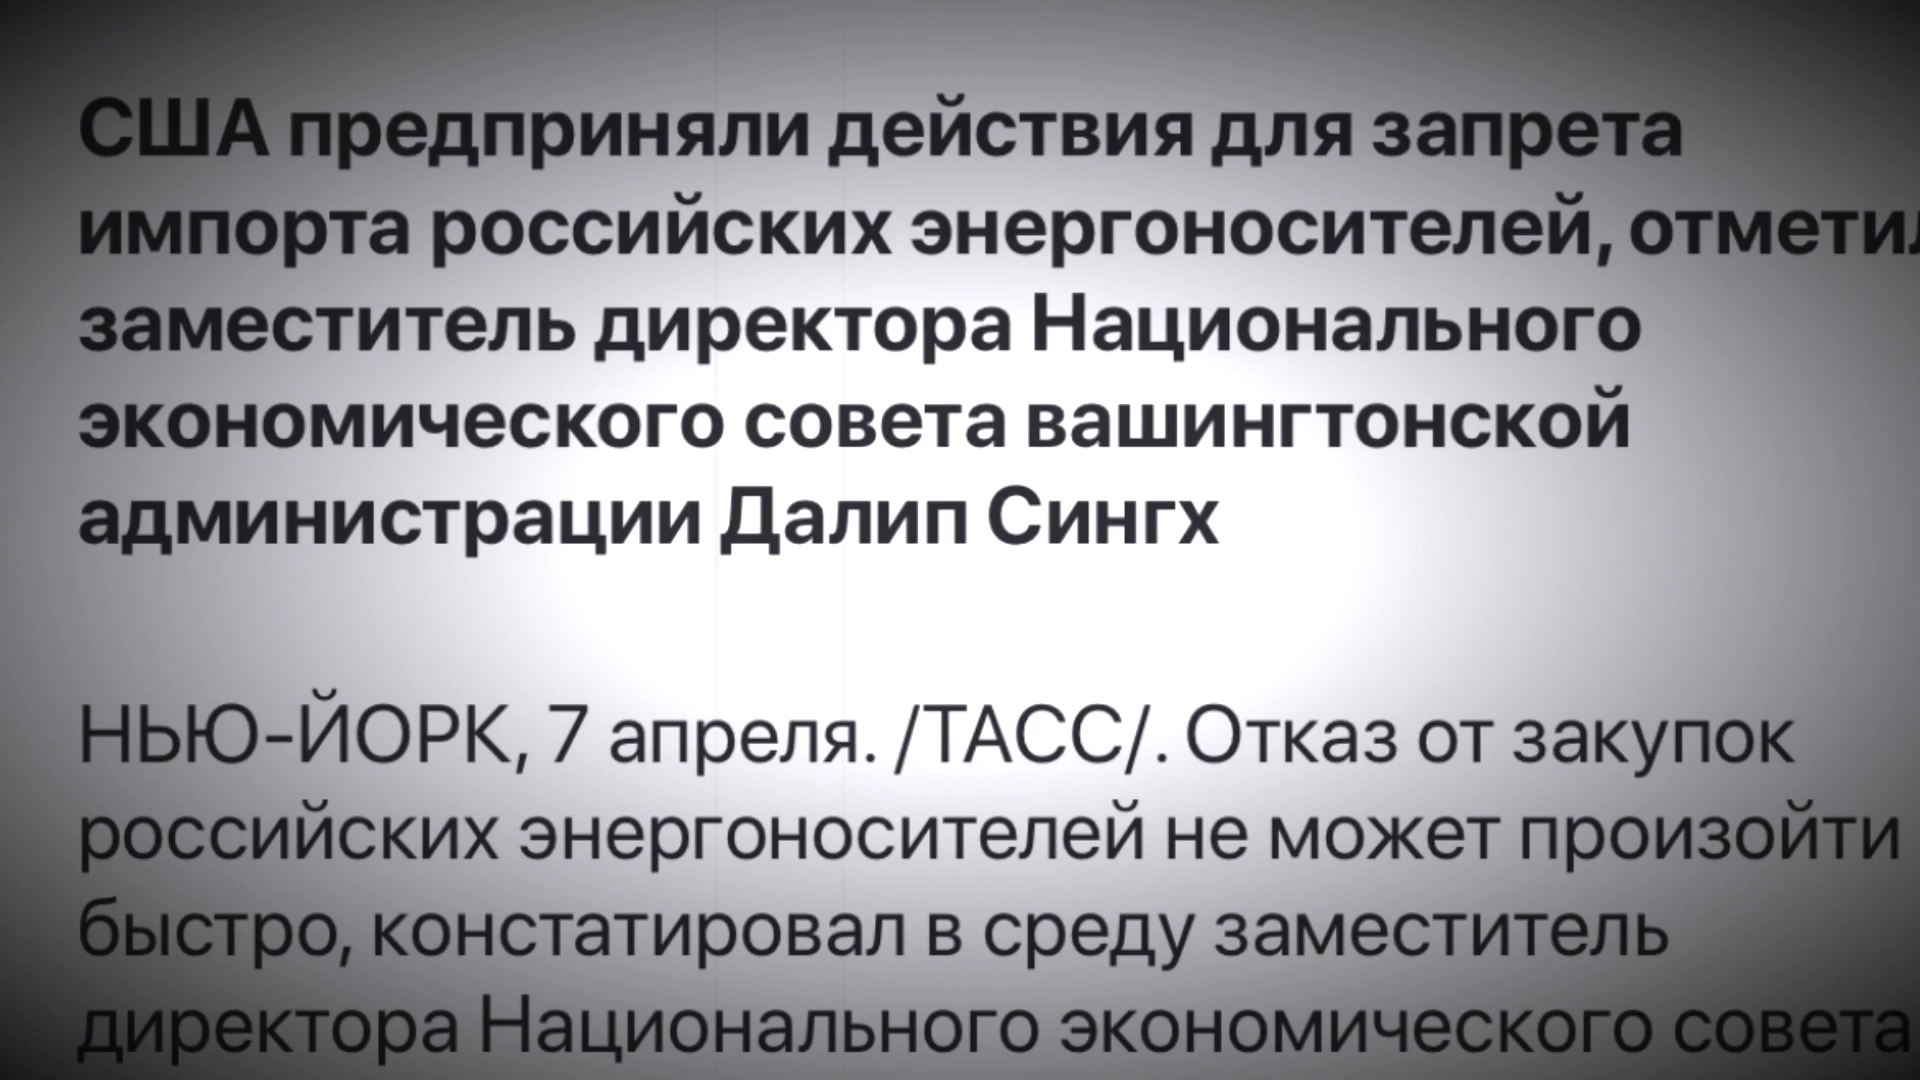 США предприняли действия для запрета
импорта российских энергоносителей, отметил
заместитель директора Национального
экономического совета вашингтонской
администрации Далип Сингх
НЬЮ-ЙОРК, 7 апреля. /ТАСС/. Отказ от закупок
российских энергоносителей не может произойти
быстро, констатировал в среду заместитель
директора Национального экономического совета